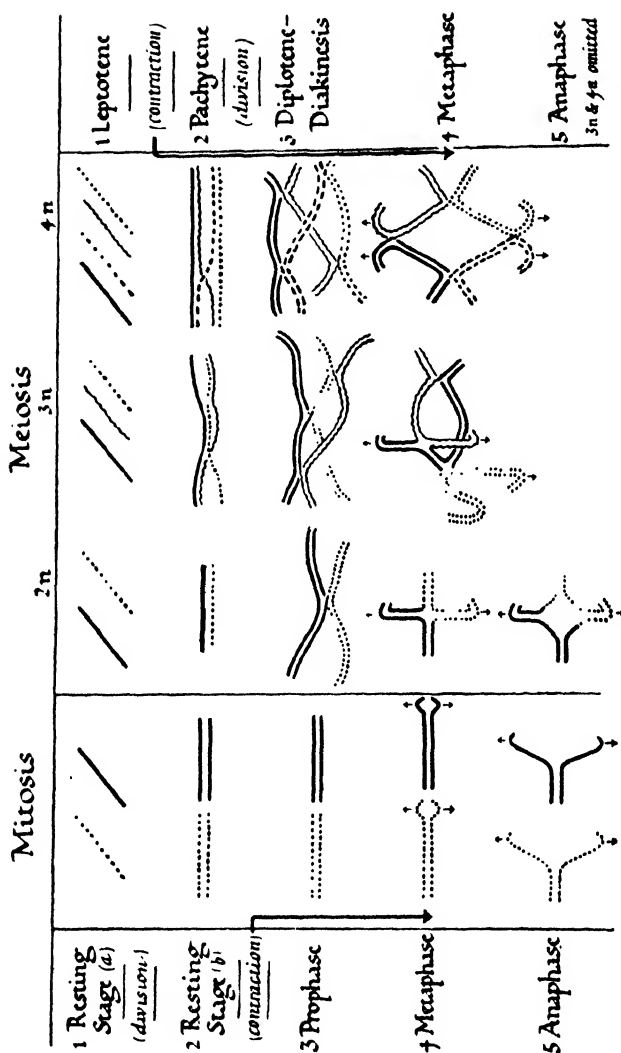 Mitosis
Meiosis
2n
3n
4n
1 Resting
Stage (a)
(division)
2 Resting
Stage (b)
(contraction)
3 Prophase
4 Metaphase
5 Anaphase
1 Leptotene
(contraction)
2 Pachytene
(division)
3 Diplotene-
Diakinesis
4 Metaphase
5 Anaphase
3n & 4n omitted